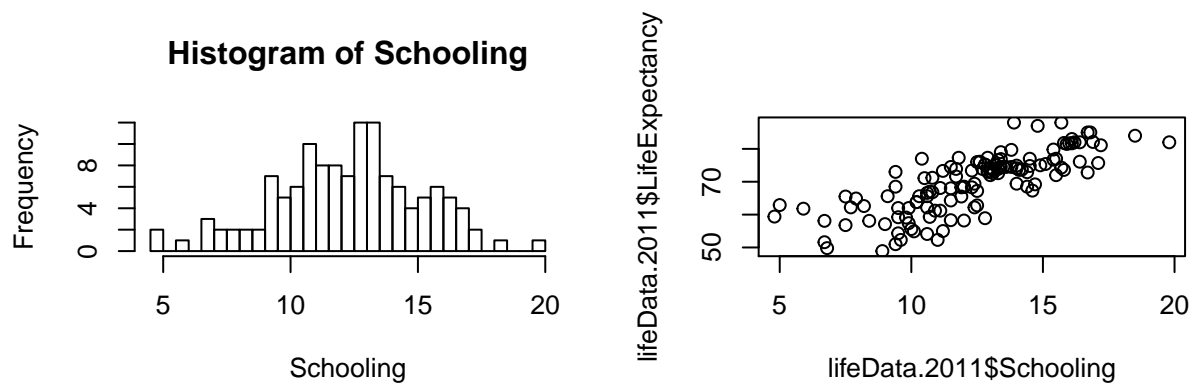 Histogram of Schooling
Frequency
8
4
0
5 10 15 20
Schooling
lifeData.2011$LifeExpectancy
70
50
5 10 15 20
lifeData.2011$Schooling